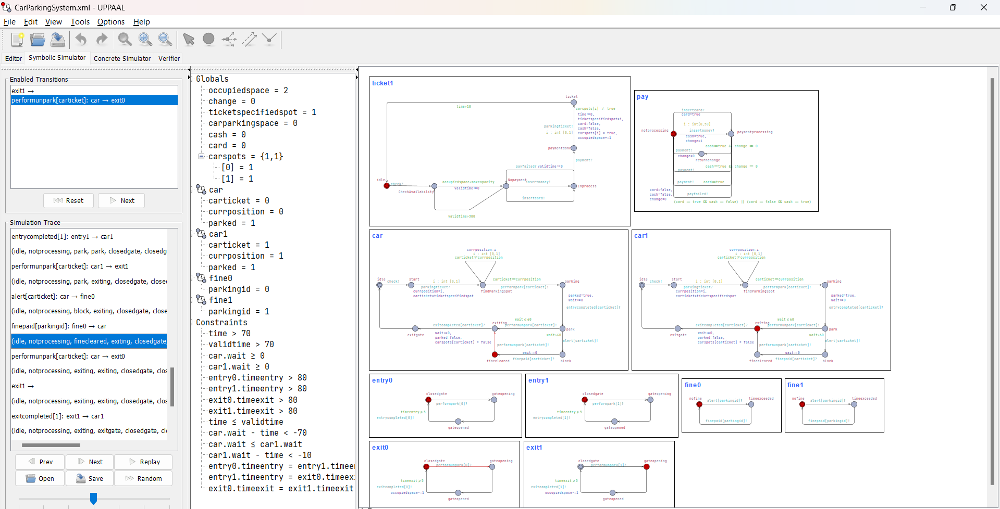 CarParkingSystem.xml - UPPAAL
File Edit View Tools Options Help
Editor Symbolic Simulator Concrete Simulator Verifier
Enabled Transitions
exit1 →
performunpark[carticket]: car → exit0
Reset Next
Simulation Trace
entrycompleted[1]: entry1 → car1
(idle, notprocessing, park, park, closedgate, closedg
performunpark[carticket]: car1 → exit1
(idle, notprocessing, park, exiting, closedgate, close
alert[carticket]: car → fine0
(idle, notprocessing, block, exiting, closedgate, close
finepaid[parkingid]: fine0 → car
(idle, notprocessing, finecleared, exiting, closedgate
performunpark[carticket]: car → exit0
(idle, notprocessing, exiting, exiting, closedgate, clos
exit1 →
(idle, notprocessing, exiting, exiting, closedgate, clos
exitcompleted[1]: exit1 → car1
(idle, notprocessing, exiting, exitgate, closedgate, cl
Prev Next Replay
Open Save Random
Globals
occupiedspace = 2
change = 0
ticketspecifiedspot = 1
carparkingspace = 0
cash = 0
card = 0
carspots = {1,1}
[0] = 1
[1] = 1
car
carticket = 0
currposition = 0
parked = 1
car1
carticket = 1
currposition = 1
parked = 1
fine0
parkingid = 0
fine1
parkingid = 1
Constraints
time > 70
validtime > 70
car.wait ≥ 0
car1.wait ≥ 0
entry0.timeentry > 80
entry1.timeentry > 80
exit0.timeexit > 80
exit1.timeexit > 80
time ≤ validtime
car.wait - time < -70
car.wait ≤ car1.wait
car1.wait - time < -10
entry0.timeentry = entry1.timeer
entry1.timeentry = exit0.timeex
exit0.timeexit = exit1.timeexit
ticket1
ticket
time>10
carspots[i] ≠ true
time:=0,
ticketspecifiedspot=i,
card=false,
cash=false,
carspots[i] = true,
occupiedspace+=1
parkingticket!
i : int [0,1]
paymentdone
payment?
payfailed? validtime:=0
idle
check?
CheckAvailability
occupiedspace<maxcapacity
validtime:=0
Nopayment
insertmoney!
Inprocess
insertcard!
validtime>300
pay
insertcard?
card=true
i : int[0,50]
notprocessing
insertmoney?
cash=true,
change=i
paymentprocessing
cash==true && change ≠ 0
payment!
change=0
returnchange
cash==true && change == 0
payment!
payment! card==true
card=false,
cash=false,
change=0
payfailed!
(card == true && cash == false) || (card == false && cash == true)
car
currposition=i
i : int [0,1]
carticket≠currposition
idle
check!
start
i : int [0,1]
parkingticket?
currposition=i,
carticket=ticketspecifiedspot
findParkingSpot
carticket==currposition
performpark[carticket]!
parking
parked=true,
wait:=0
entrycompleted[carticket]?
wait≤60
performunpark[carticket]!
exiting
park
exitcompleted[carticket]?
exitgate
wait:=0,
parked=false,
carspots[carticket] = false
wait>60
alert[carticket]!
performunpark[carticket]!
wait:=0
finecleared
finepaid[carticket]?
block
car1
currposition=i
i : int [0,1]
carticket≠currposition
idle
check!
start
i : int [0,1]
parkingticket?
currposition=i,
carticket=ticketspecifiedspot
findParkingSpot
carticket==currposition
performpark[carticket]!
parking
parked=true,
wait:=0
entrycompleted[carticket]?
wait≤60
performunpark[carticket]!
exiting
park
exitcompleted[carticket]?
exitgate
wait:=0,
parked=false,
carspots[carticket] = false
wait>60
alert[carticket]!
performunpark[carticket]!
wait:=0
finecleared
finepaid[carticket]?
block
entry0
closedgate
gateopening
performpark[0]?
timeentry≥5
entrycompleted[0]!
gateopened
entry1
closedgate
gateopening
performpark[1]?
timeentry≥5
entrycompleted[1]!
gateopened
fine0
nofine
alert[parkingid]?
timeexceeded
finepaid[parkingid]!
fine1
nofine
alert[parkingid]?
timeexceeded
finepaid[parkingid]!
exit0
closedgate
gateopening
performunpark[0]?
timeexit≥5
exitcompleted[0]!
occupiedspace-=1
gateopened
exit1
closedgate
gateopening
performunpark[1]?
timeexit≥5
exitcompleted[1]!
occupiedspace-=1
gateopened